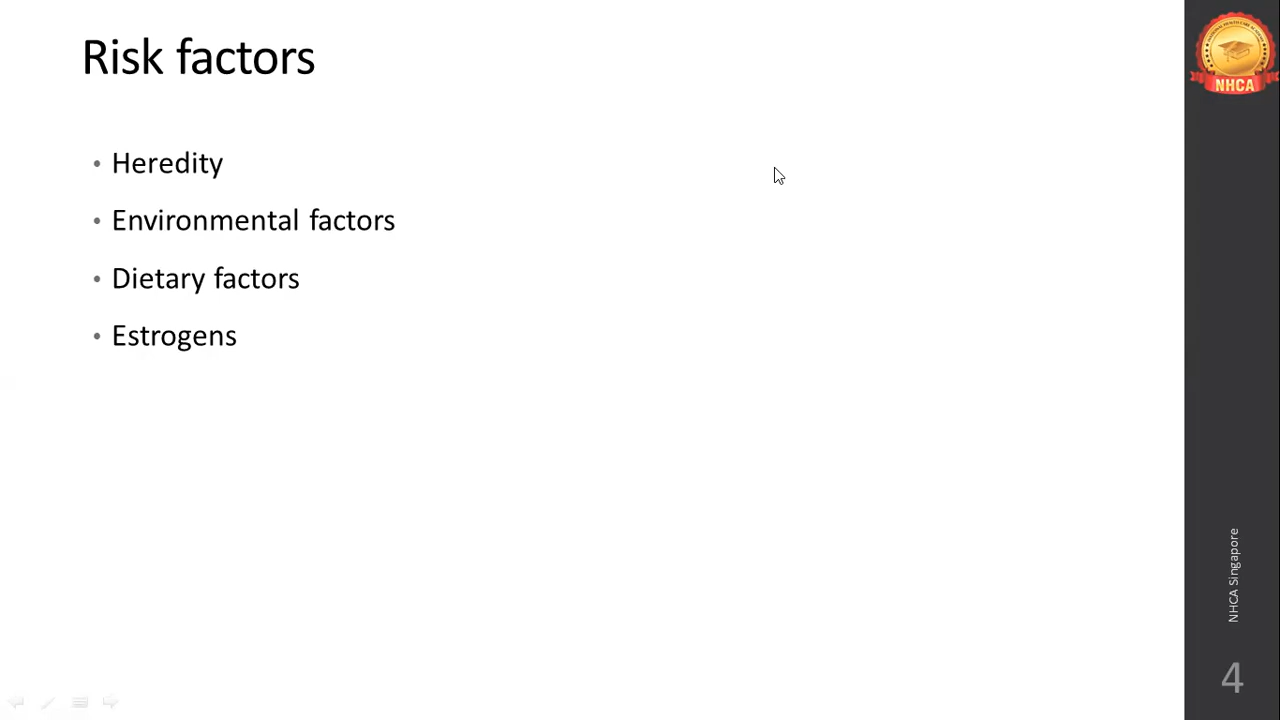 Risk factors
• Heredity
• Environmental factors
• Dietary factors
• Estrogens
NHCA
NHCA Singapore
4